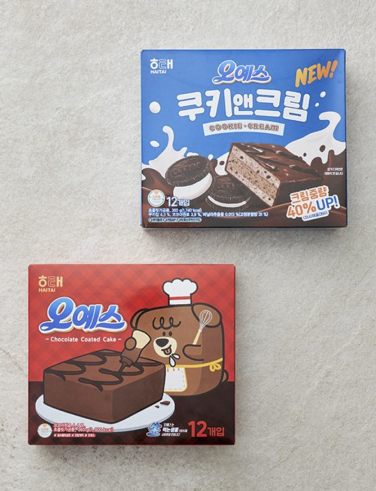 해태
HAITAI
NEW!
오예스
쿠키앤크림
COOKIE & CREAM
12개입
크림중량
40% UP!
해태
HAITAI
오예스
- Chocolate Coated Cake -
12개입